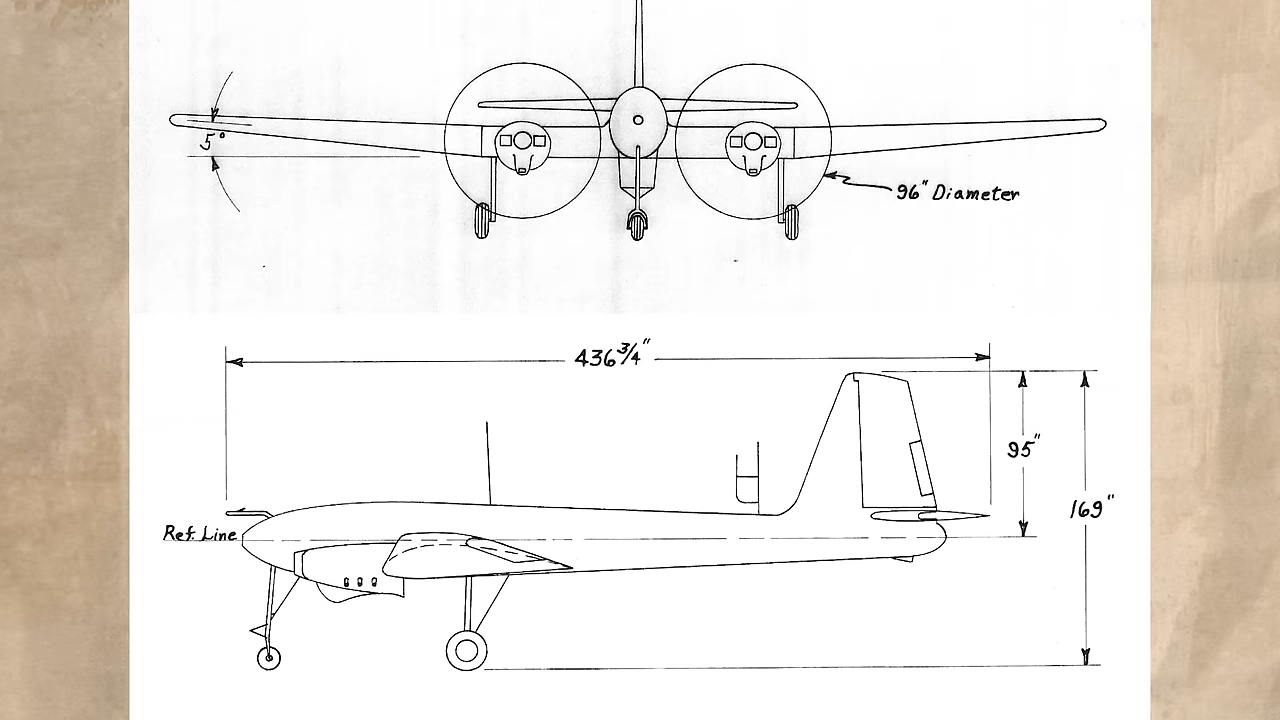 5°
96" Diameter
436 3/4"
95"
169"
Ref. Line